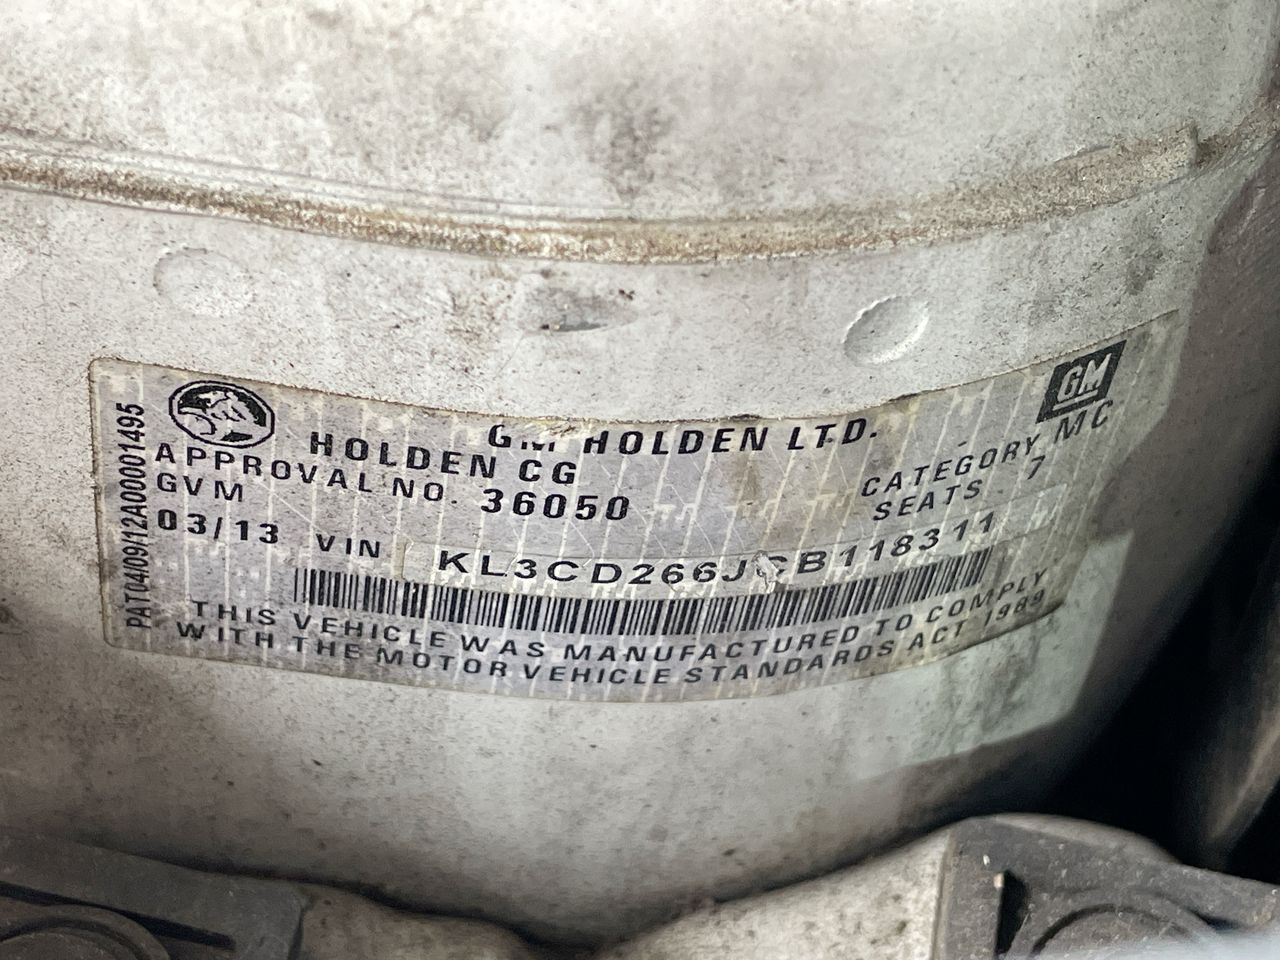 GM HOLDEN LTD.
GM
HOLDEN CG
CATEGORY MC
APPROVAL NO. 36050
SEATS 7
GVM
03/13 VIN KL3CD266JCB118311
THIS VEHICLE WAS MANUFACTURED TO COMPLY
WITH THE MOTOR VEHICLE STANDARDS ACT 1989
PAT04/09/12A00001495